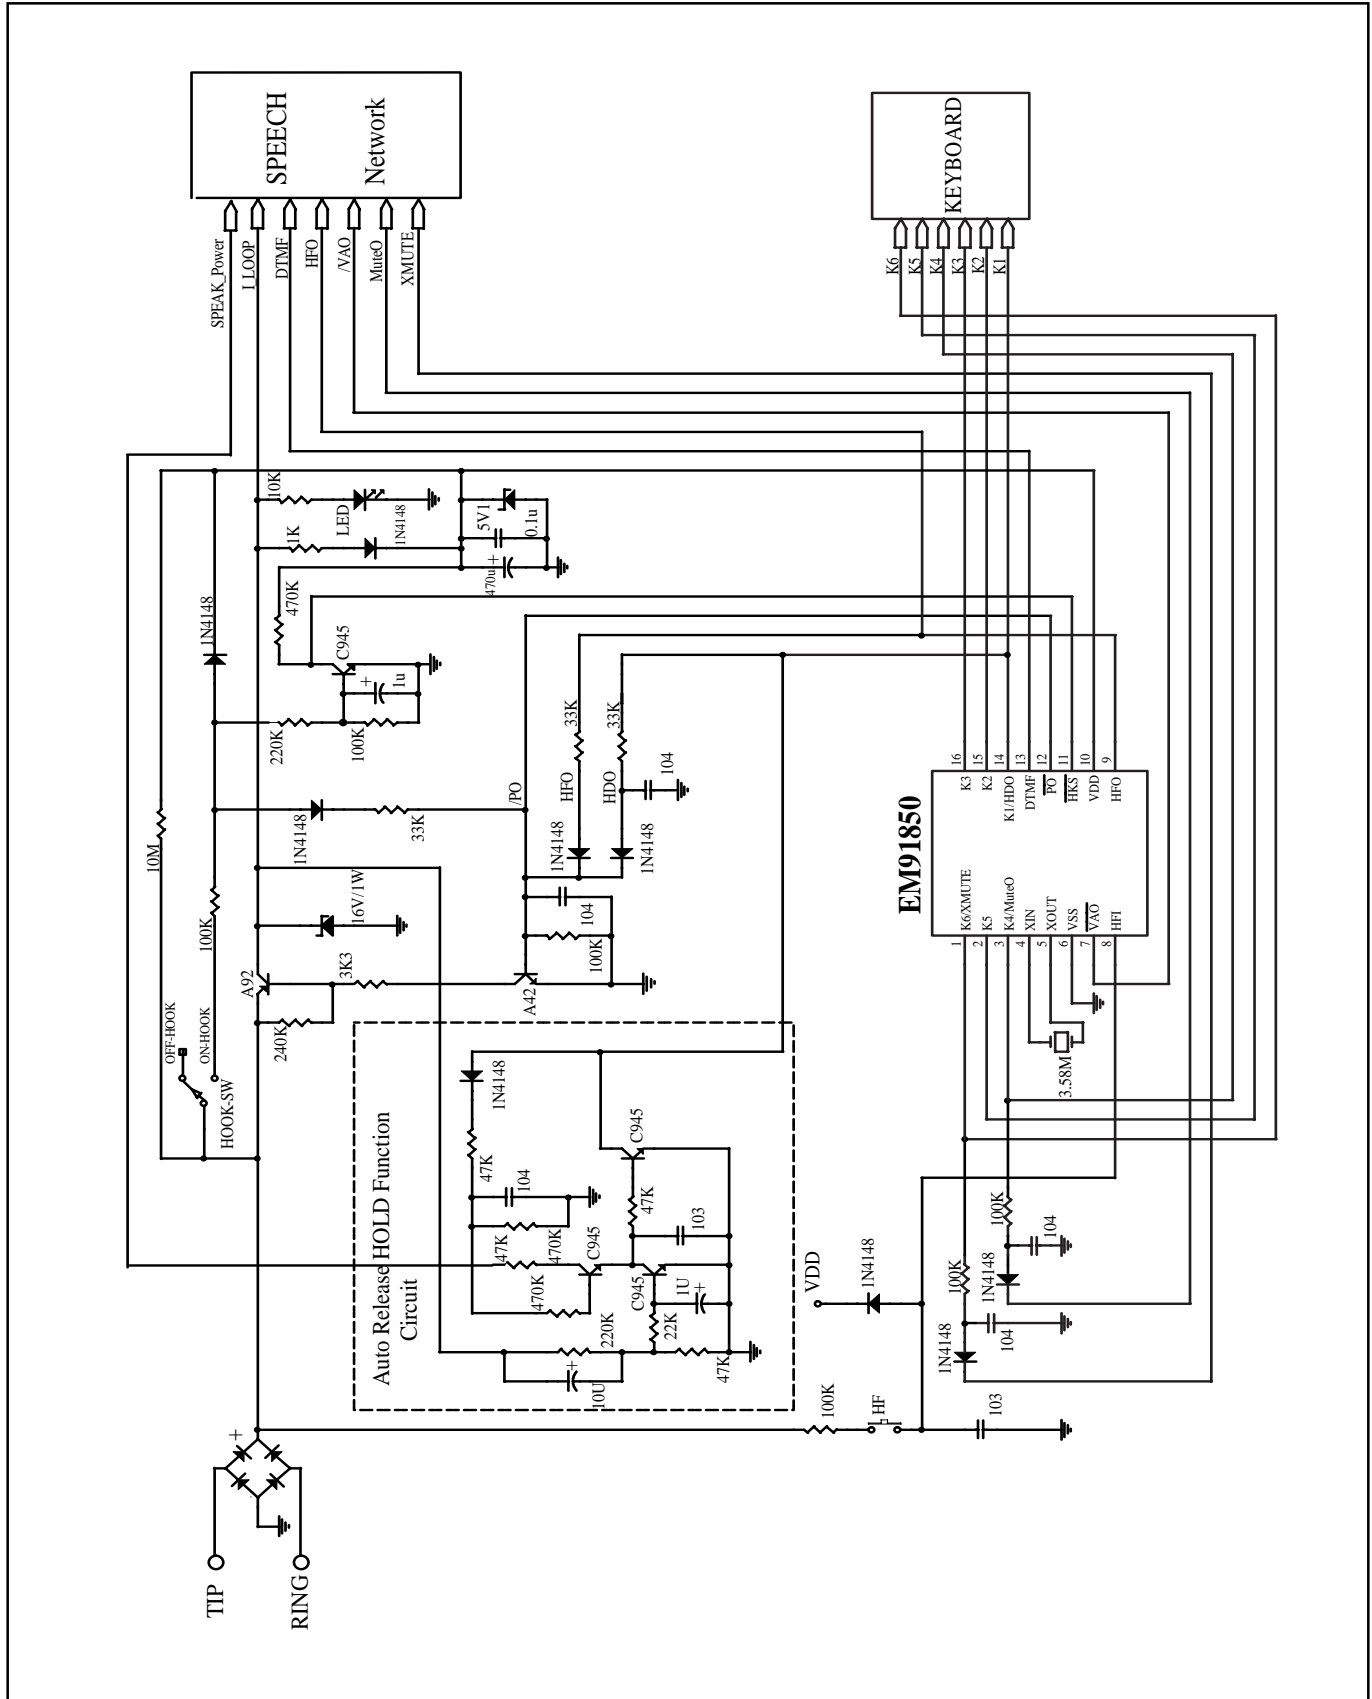 SPEECH
Network
SPEAK_Power
I_LOOP
DTMF
HFO
/VAO
MuteO
XMUTE
KEYBOARD
K6
K5
K4
K3
K2
K1
10K
LED
1K
1N4148
5V1
0.1u
470u
+
470K
1N4148
C945
+
1u
220K
100K
10M
1N4148
33K
/PO
33K
33K
HFO
HDO
104
1N4148
1N4148
16V/1W
100K
104
100K
A92
3K3
A42
240K
OFF-HOOK
ON-HOOK
HOOK-SW
EM91850
16
15
14
13
12
11
10
9
K3
K2
K1/HDO
DTMF
PO
HKS
VDD
HFO
K6/XMUTE
K5
K4/MuteO
XIN
XOUT
VSS
VAO
HFI
1
2
3
4
5
6
7
8
3.58M
Auto Release HOLD Function
Circuit
1N4148
47K
104
470K
47K
C945
47K
C945
103
470K
C945
1U
+
220K
22K
47K
+
10U
VDD
1N4148
100K
104
1N4148
100K
104
1N4148
100K
HF
103
+
TIP
RING